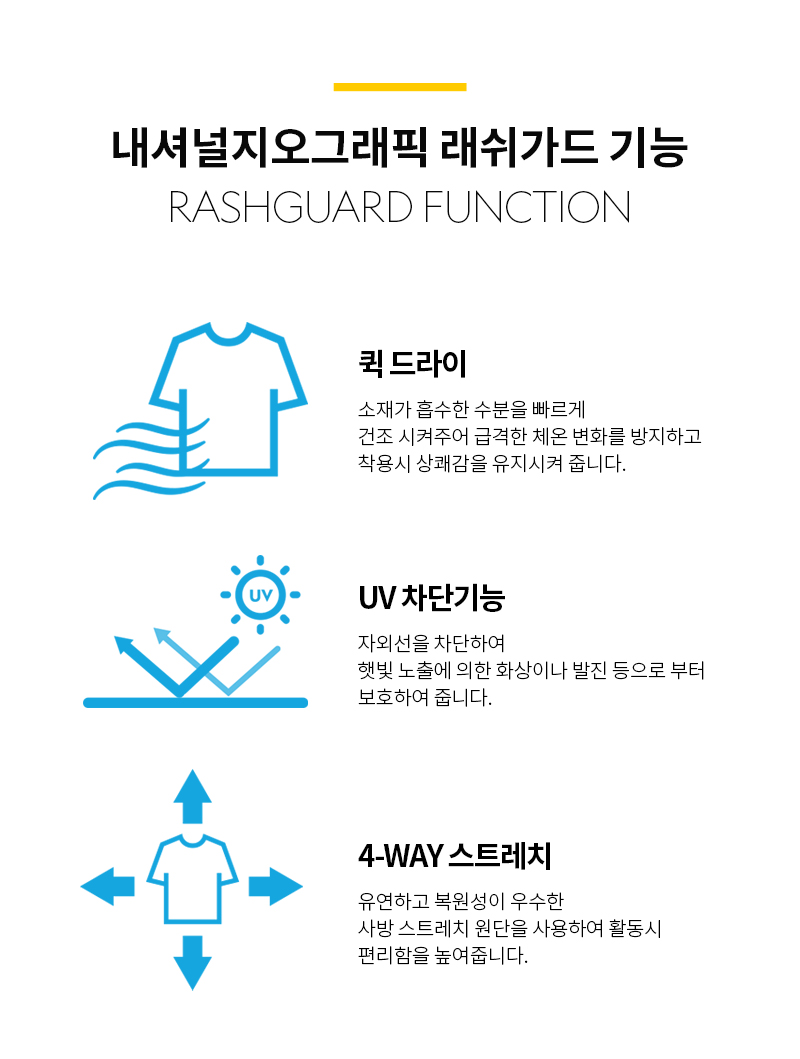 내셔널지오그래픽 래쉬가드 기능
RASHGUARD FUNCTION
퀵 드라이
소재가 흡수한 수분을 빠르게
건조 시켜주어 급격한 체온 변화를 방지하고
착용시 상쾌감을 유지시켜 줍니다.
UV
UV 차단기능
자외선을 차단하여
햇빛 노출에 의한 화상이나 발진 등으로 부터
보호하여 줍니다.
4-WAY 스트레치
유연하고 복원성이 우수한
사방 스트레치 원단을 사용하여 활동시
편리함을 높여줍니다.